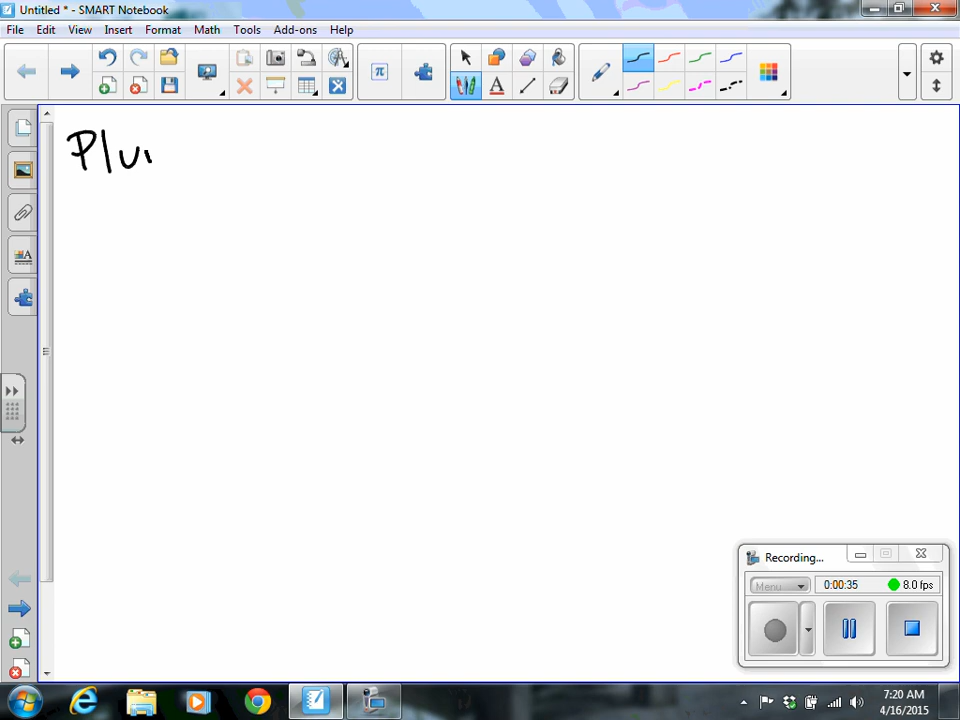 Untitled * - SMART Notebook
File Edit View Insert Format Math Tools Add-ons Help
Plu
Recording...
Menu 0:00:35 8.0 fps
7:20 AM
4/16/2015